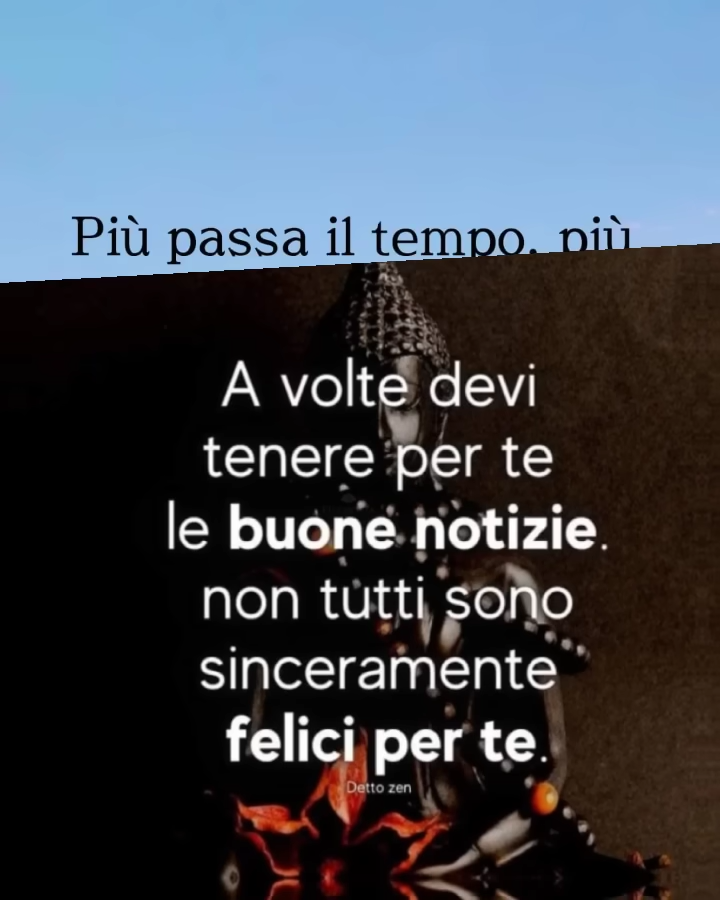 Più passa il tempo, più
A volte devi
tenere per te
le buone notizie.
non tutti sono
sinceramente
felici per te.
Detto zen